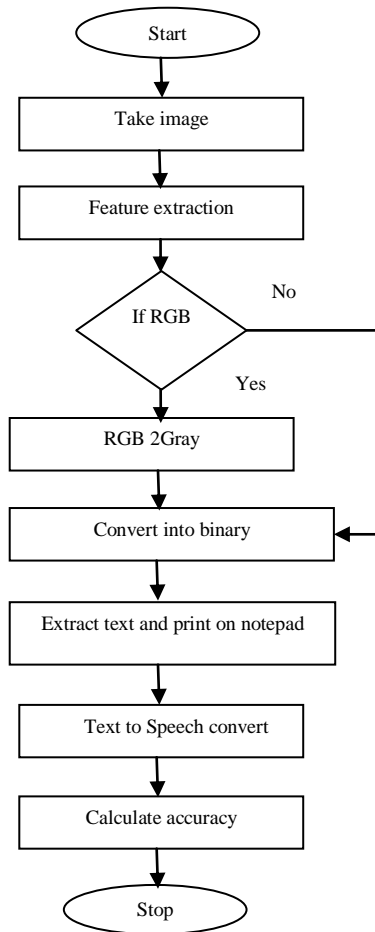 Start
Take image
Feature extraction
No
If RGB
Yes
RGB 2Gray
Convert into binary
Extract text and print on notepad
Text to Speech convert
Calculate accuracy
Stop